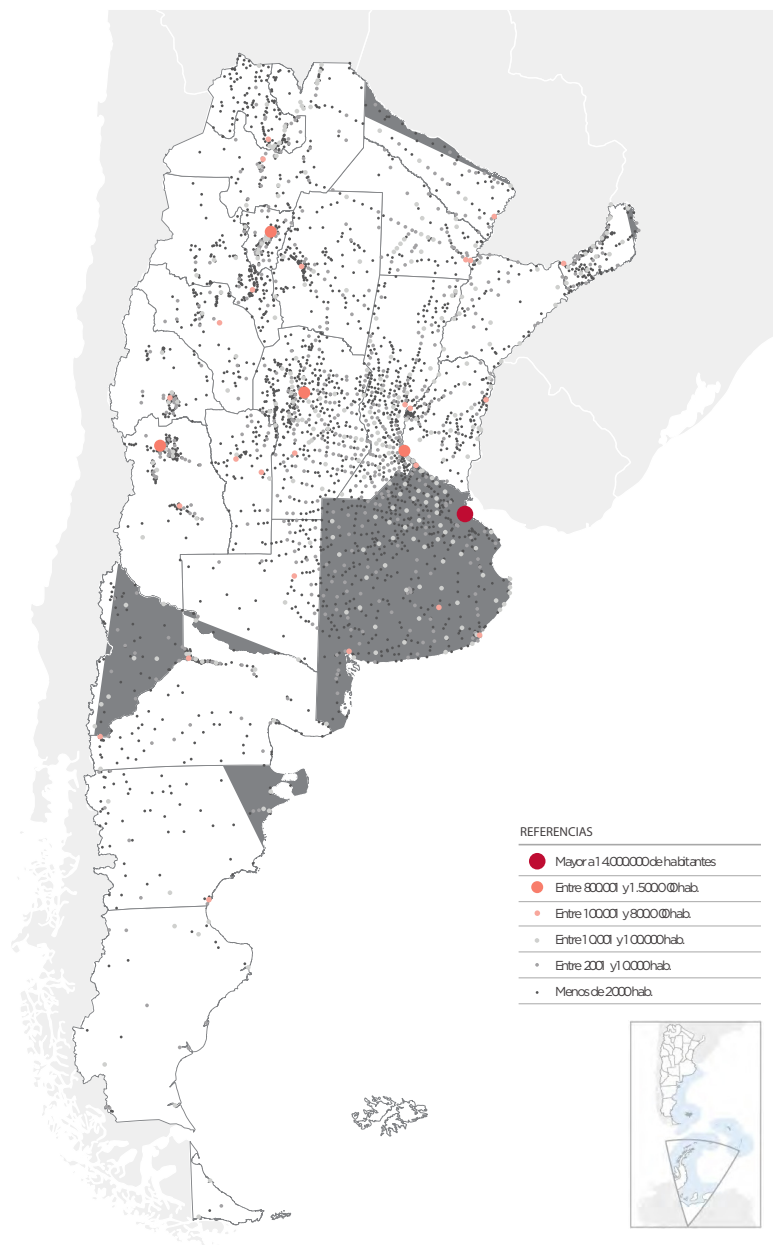 REFERENCIAS
Mayor a 14.000.000 de habitantes
Entre 800.001 y 1.500.000 hab.
Entre 100.001 y 800.000 hab.
Entre 10.001 y 100.000 hab.
Entre 2001 y 10.000 hab.
Menos de 2000 hab.